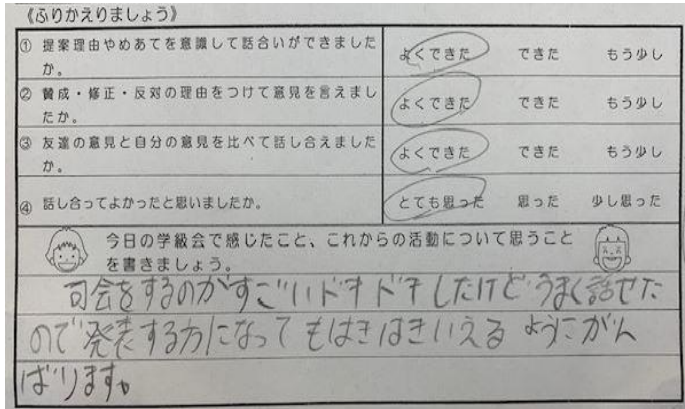 《ふりかえりましょう》
① 提案理由やめあてを意識して話合いができました
か。
よくできた できた もう少し
② 賛成・修正・反対の理由をつけて意見を言えまし
たか。
よくできた できた もう少し
③ 友達の意見と自分の意見を比べて話し合えました
か。
よくできた できた もう少し
④ 話し合ってよかったと思いましたか。
とても思った 思った 少し思った
今日の学級会で感じたこと、これからの活動について思うこと
を書きましょう。
司会をするのがすごいドキドキしたけどうまく話せた
ので発表する方になってもはきはきいえるようにがん
ばります。